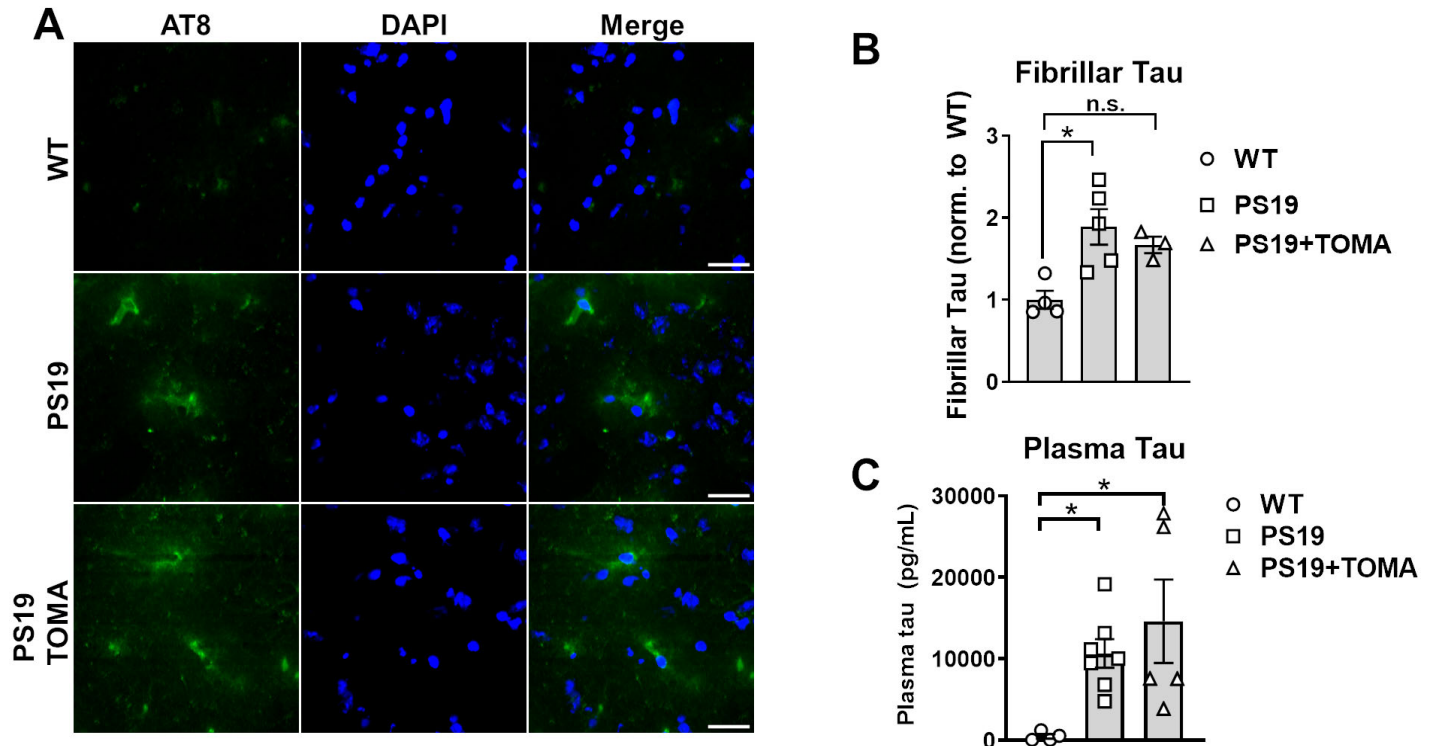 A
AT8 DAPI Merge
WT
PS19
PS19
TOMA
B
Fibrillar Tau
Fibrillar Tau (norm. to WT)
n.s.
*
3
2
1
0
WT
PS19
PS19+TOMA
C
Plasma Tau
Plasma tau (pg/mL)
*
*
30000
20000
10000
0
WT
PS19
PS19+TOMA